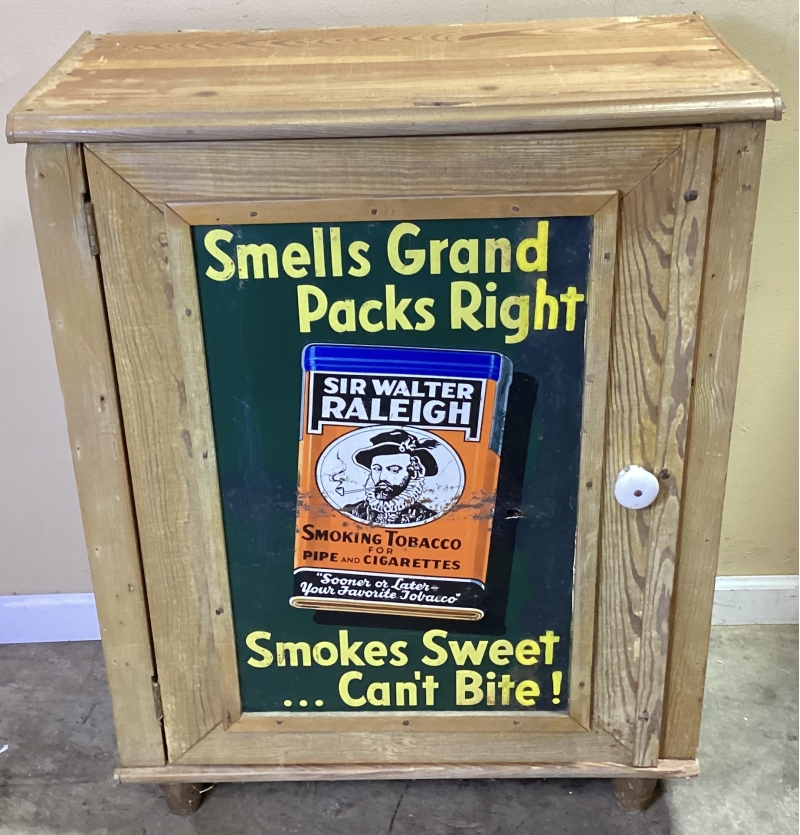 Smells Grand
Packs Right
SIR WALTER
RALEIGH
SMOKING TOBACCO
FOR
PIPE AND CIGARETTES
"Sooner or Later-
Your Favorite Tobacco"
Smokes Sweet
... Can't Bite!